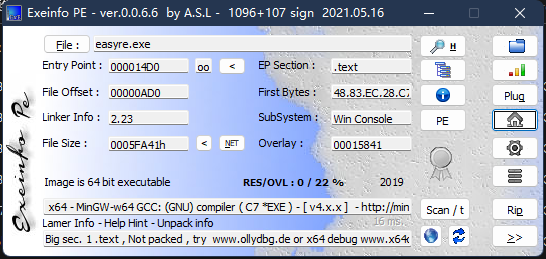 Exeinfo PE - ver.0.0.6.6 by A.S.L - 1096+107 sign 2021.05.16
File : easyre.exe H
Entry Point : 000014D0 oo < EP Section : .text
File Offset : 00000AD0 First Bytes : 48.83.EC.28.C7 Plug
Linker Info : 2.23 SubSystem : Win Console PE
File Size : 0005FA41h < NET Overlay : 00015841
Image is 64 bit executable RES/OVL : 0 / 22 % 2019
x64 - MinGW-w64 GCC: (GNU) compiler ( C7 *EXE ) - [ v4.x.x ] - http://min Scan / t Rip
Lamer Info - Help Hint - Unpack info 16 ms.
Big sec. 1 .text , Not packed , try www.ollydbg.de or x64 debug www.x64 >>
Exeinfo Pe